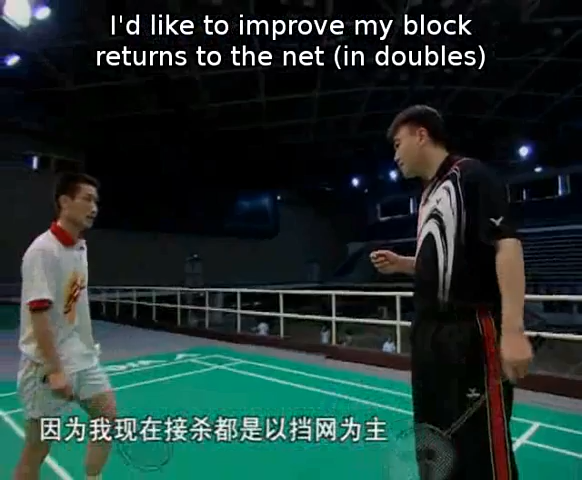 I'd like to improve my block
returns to the net (in doubles)
因为我现在接杀都是以挡网为主